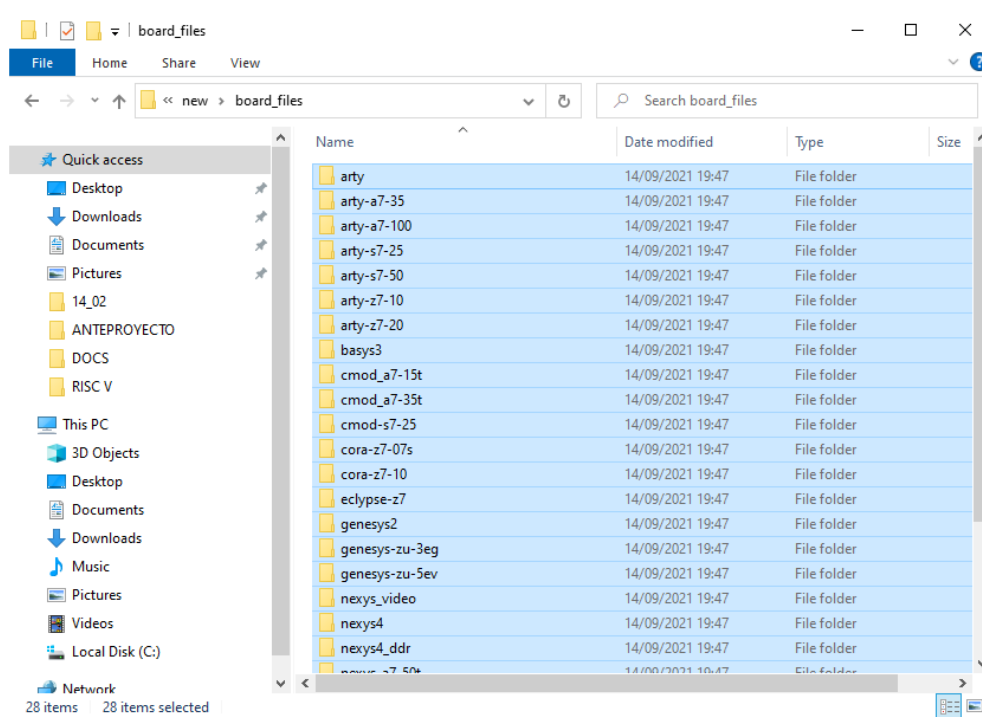 board_files
File Home Share View
« new › board_files Search board_files
Name Date modified Type Size
Quick access
Desktop
Downloads
Documents
Pictures
14_02
ANTEPROYECTO
DOCS
RISC V
This PC
3D Objects
Desktop
Documents
Downloads
Music
Pictures
Videos
Local Disk (C:)
Network
arty 14/09/2021 19:47 File folder
arty-a7-35 14/09/2021 19:47 File folder
arty-a7-100 14/09/2021 19:47 File folder
arty-s7-25 14/09/2021 19:47 File folder
arty-s7-50 14/09/2021 19:47 File folder
arty-z7-10 14/09/2021 19:47 File folder
arty-z7-20 14/09/2021 19:47 File folder
basys3 14/09/2021 19:47 File folder
cmod_a7-15t 14/09/2021 19:47 File folder
cmod_a7-35t 14/09/2021 19:47 File folder
cmod-s7-25 14/09/2021 19:47 File folder
cora-z7-07s 14/09/2021 19:47 File folder
cora-z7-10 14/09/2021 19:47 File folder
eclypse-z7 14/09/2021 19:47 File folder
genesys2 14/09/2021 19:47 File folder
genesys-zu-3eg 14/09/2021 19:47 File folder
genesys-zu-5ev 14/09/2021 19:47 File folder
nexys_video 14/09/2021 19:47 File folder
nexys4 14/09/2021 19:47 File folder
nexys4_ddr 14/09/2021 19:47 File folder
nexys-a7-50t 14/09/2021 19:47 File folder
28 items 28 items selected